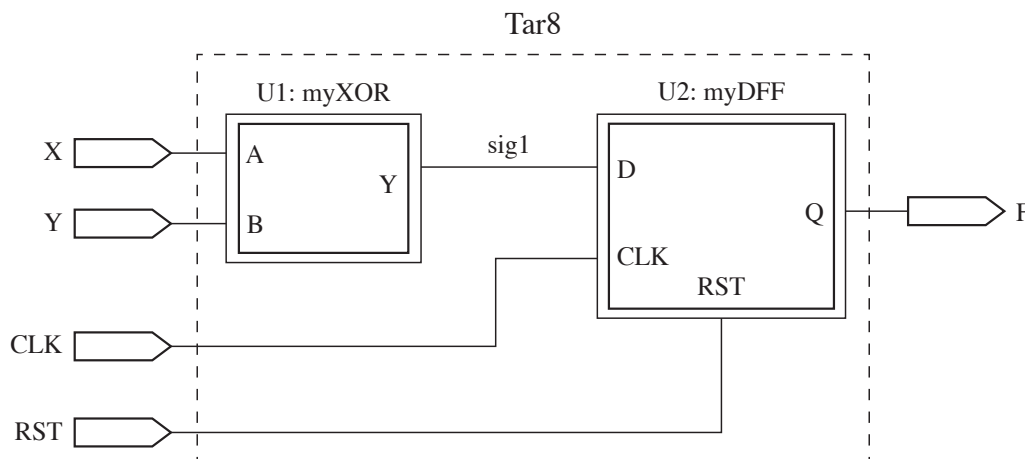 Tar8
U1: myXOR
U2: myDFF
X
A
sig1
D
Y
Y
B
Q
F
CLK
RST
CLK
RST